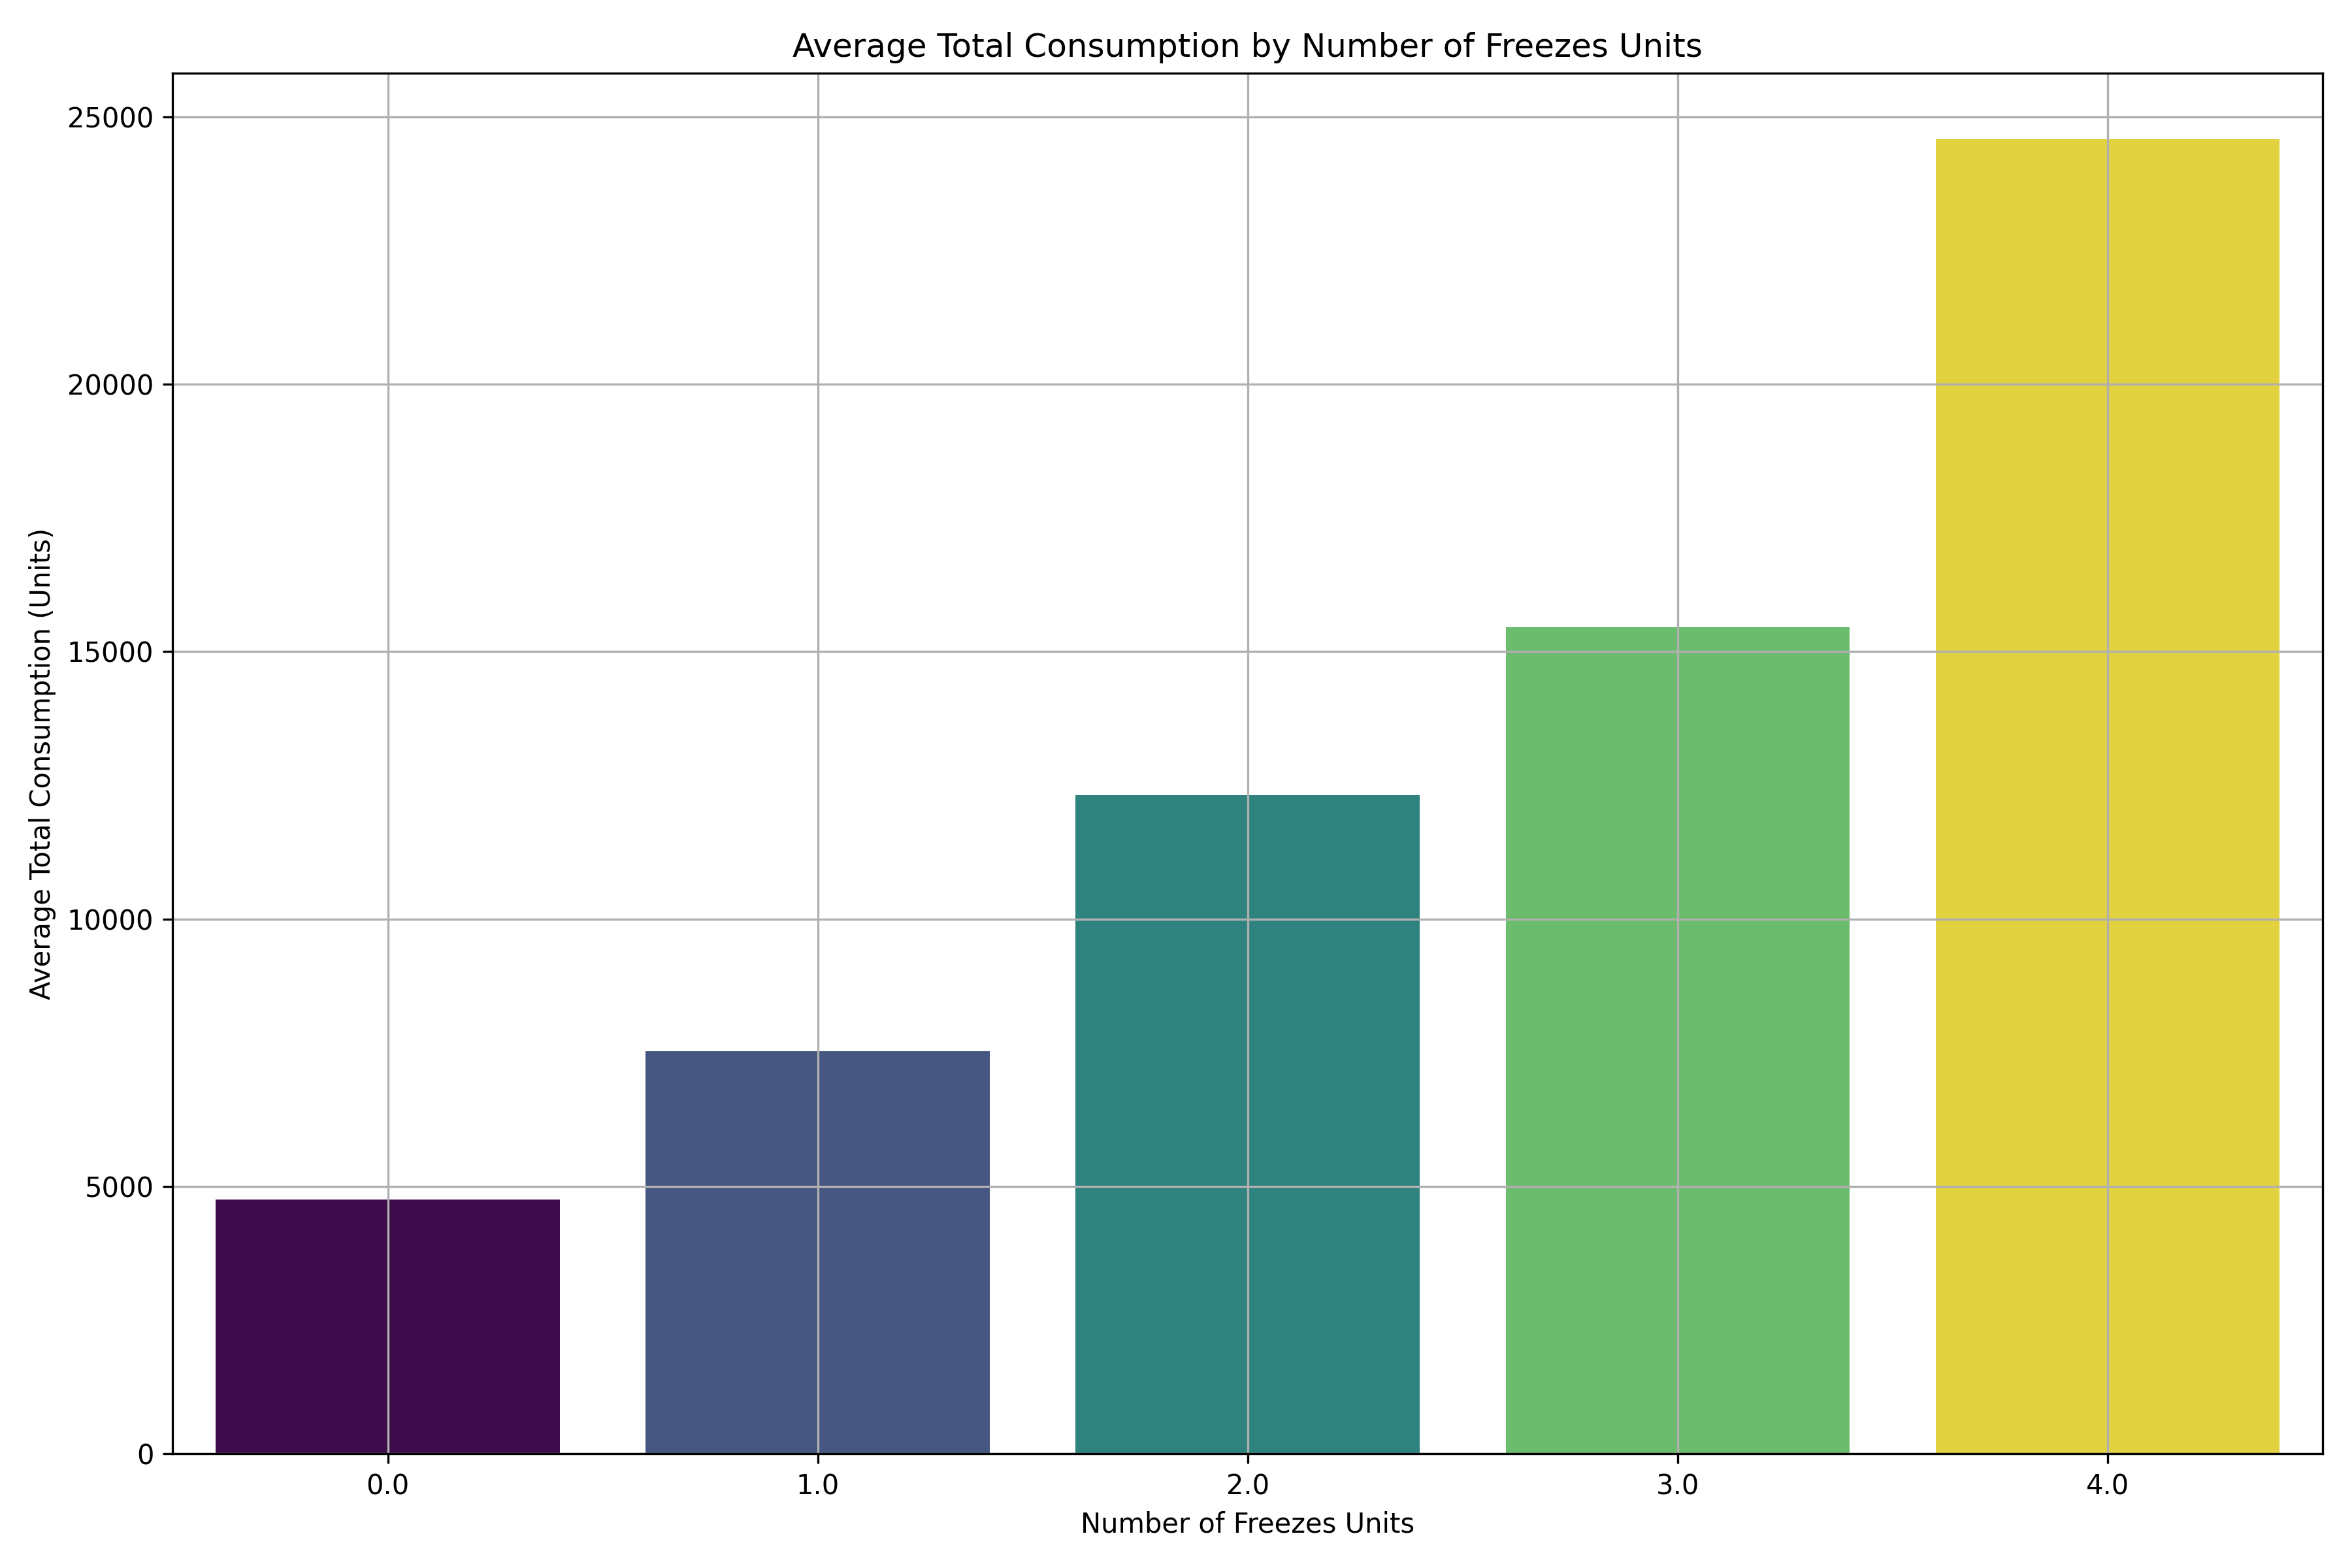 Average Total Consumption by Number of Freezes Units
Average Total Consumption (Units)
25000
20000
15000
10000
5000
0
0.0 1.0 2.0 3.0 4.0
Number of Freezes Units